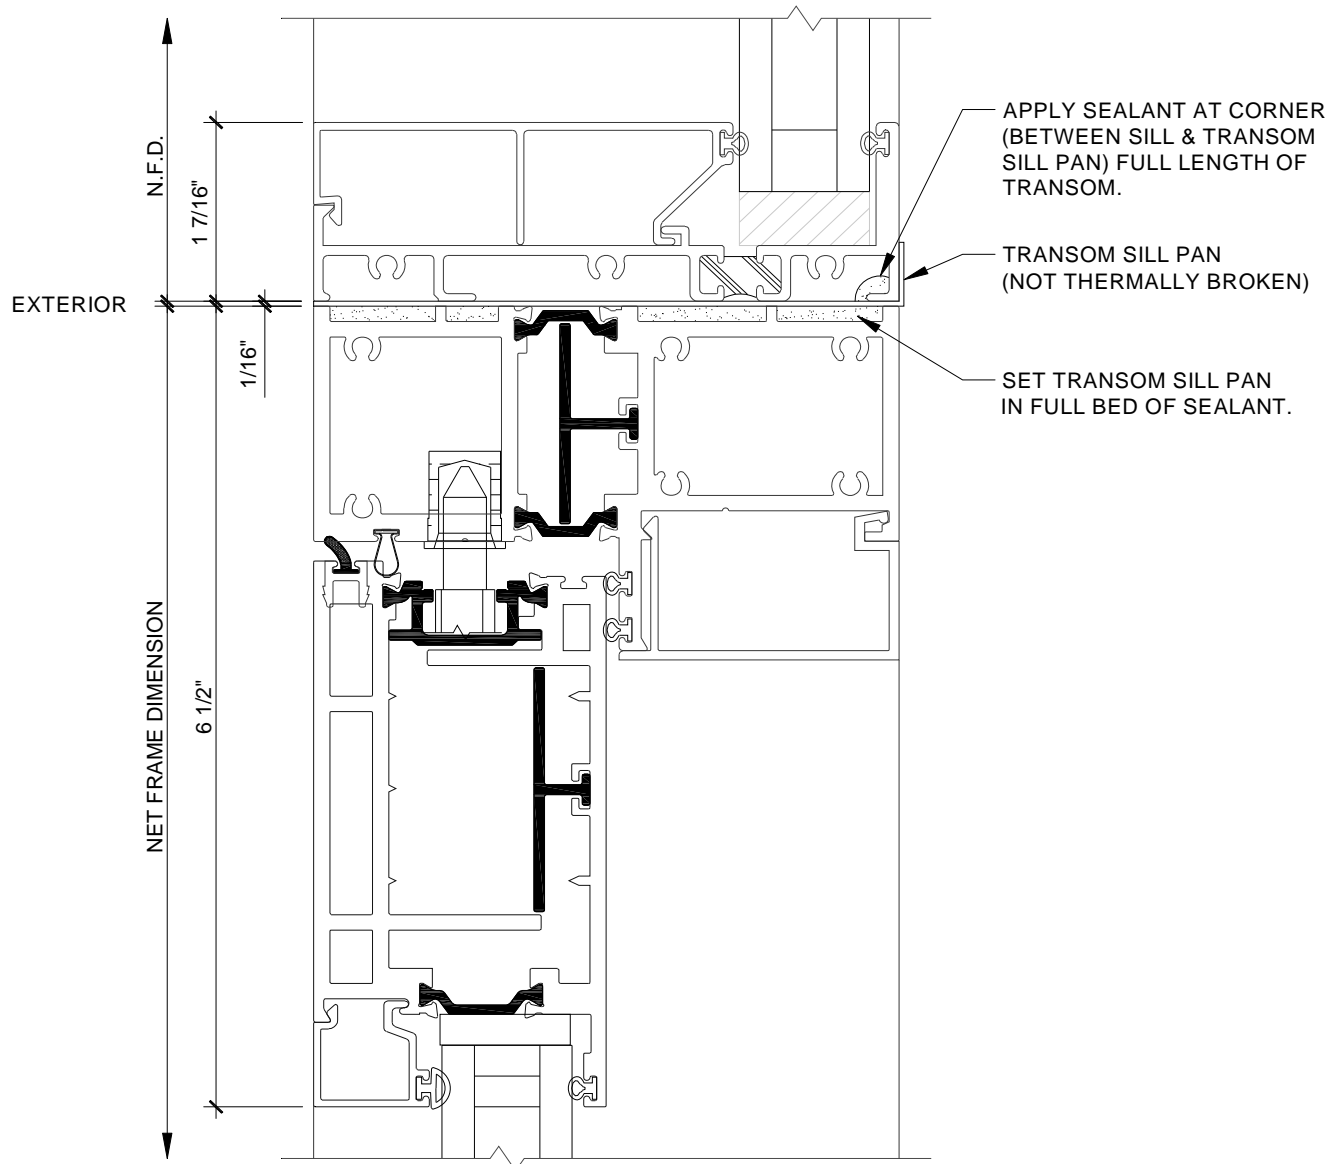 APPLY SEALANT AT CORNER
(BETWEEN SILL & TRANSOM
SILL PAN) FULL LENGTH OF
TRANSOM.
N.F.D.
1 7/16"
TRANSOM SILL PAN
(NOT THERMALLY BROKEN)
EXTERIOR
1/16"
SET TRANSOM SILL PAN
IN FULL BED OF SEALANT.
6 1/2"
NET FRAME DIMENSION